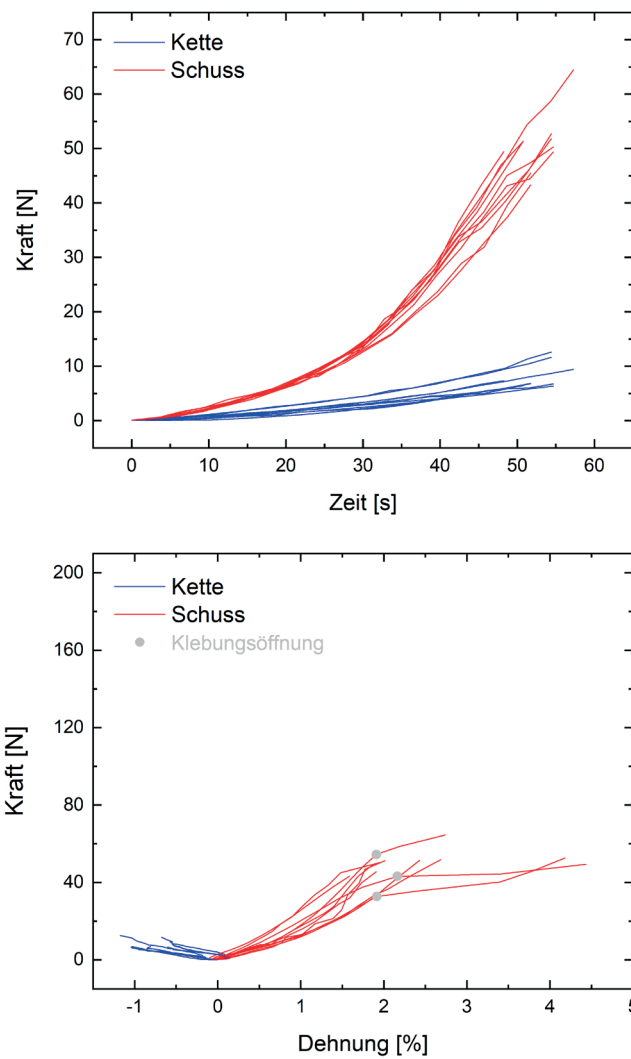 70
60
50
40
30
20
10
0
Kraft [N]
Kette
Schuss
0 10 20 30 40 50 60
Zeit [s]
200
160
120
80
40
0
Kraft [N]
Kette
Schuss
Klebungsöffnung
-1 0 1 2 3 4 5
Dehnung [%]